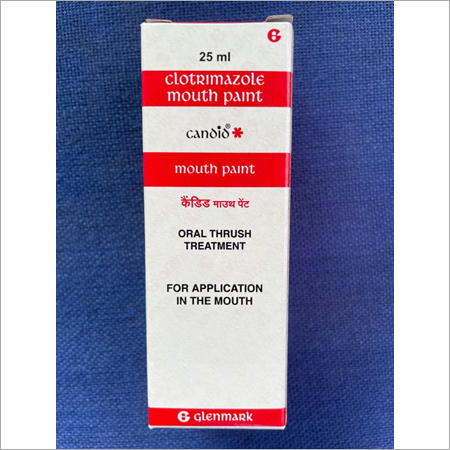 25 ml
CLOTRIMAZOLE
MOUTH PAINT
candid®*
MOUTH PAINT
कैंडिड माउथ पेंट
ORAL THRUSH
TREATMENT
FOR APPLICATION
IN THE MOUTH
G GLENMARK